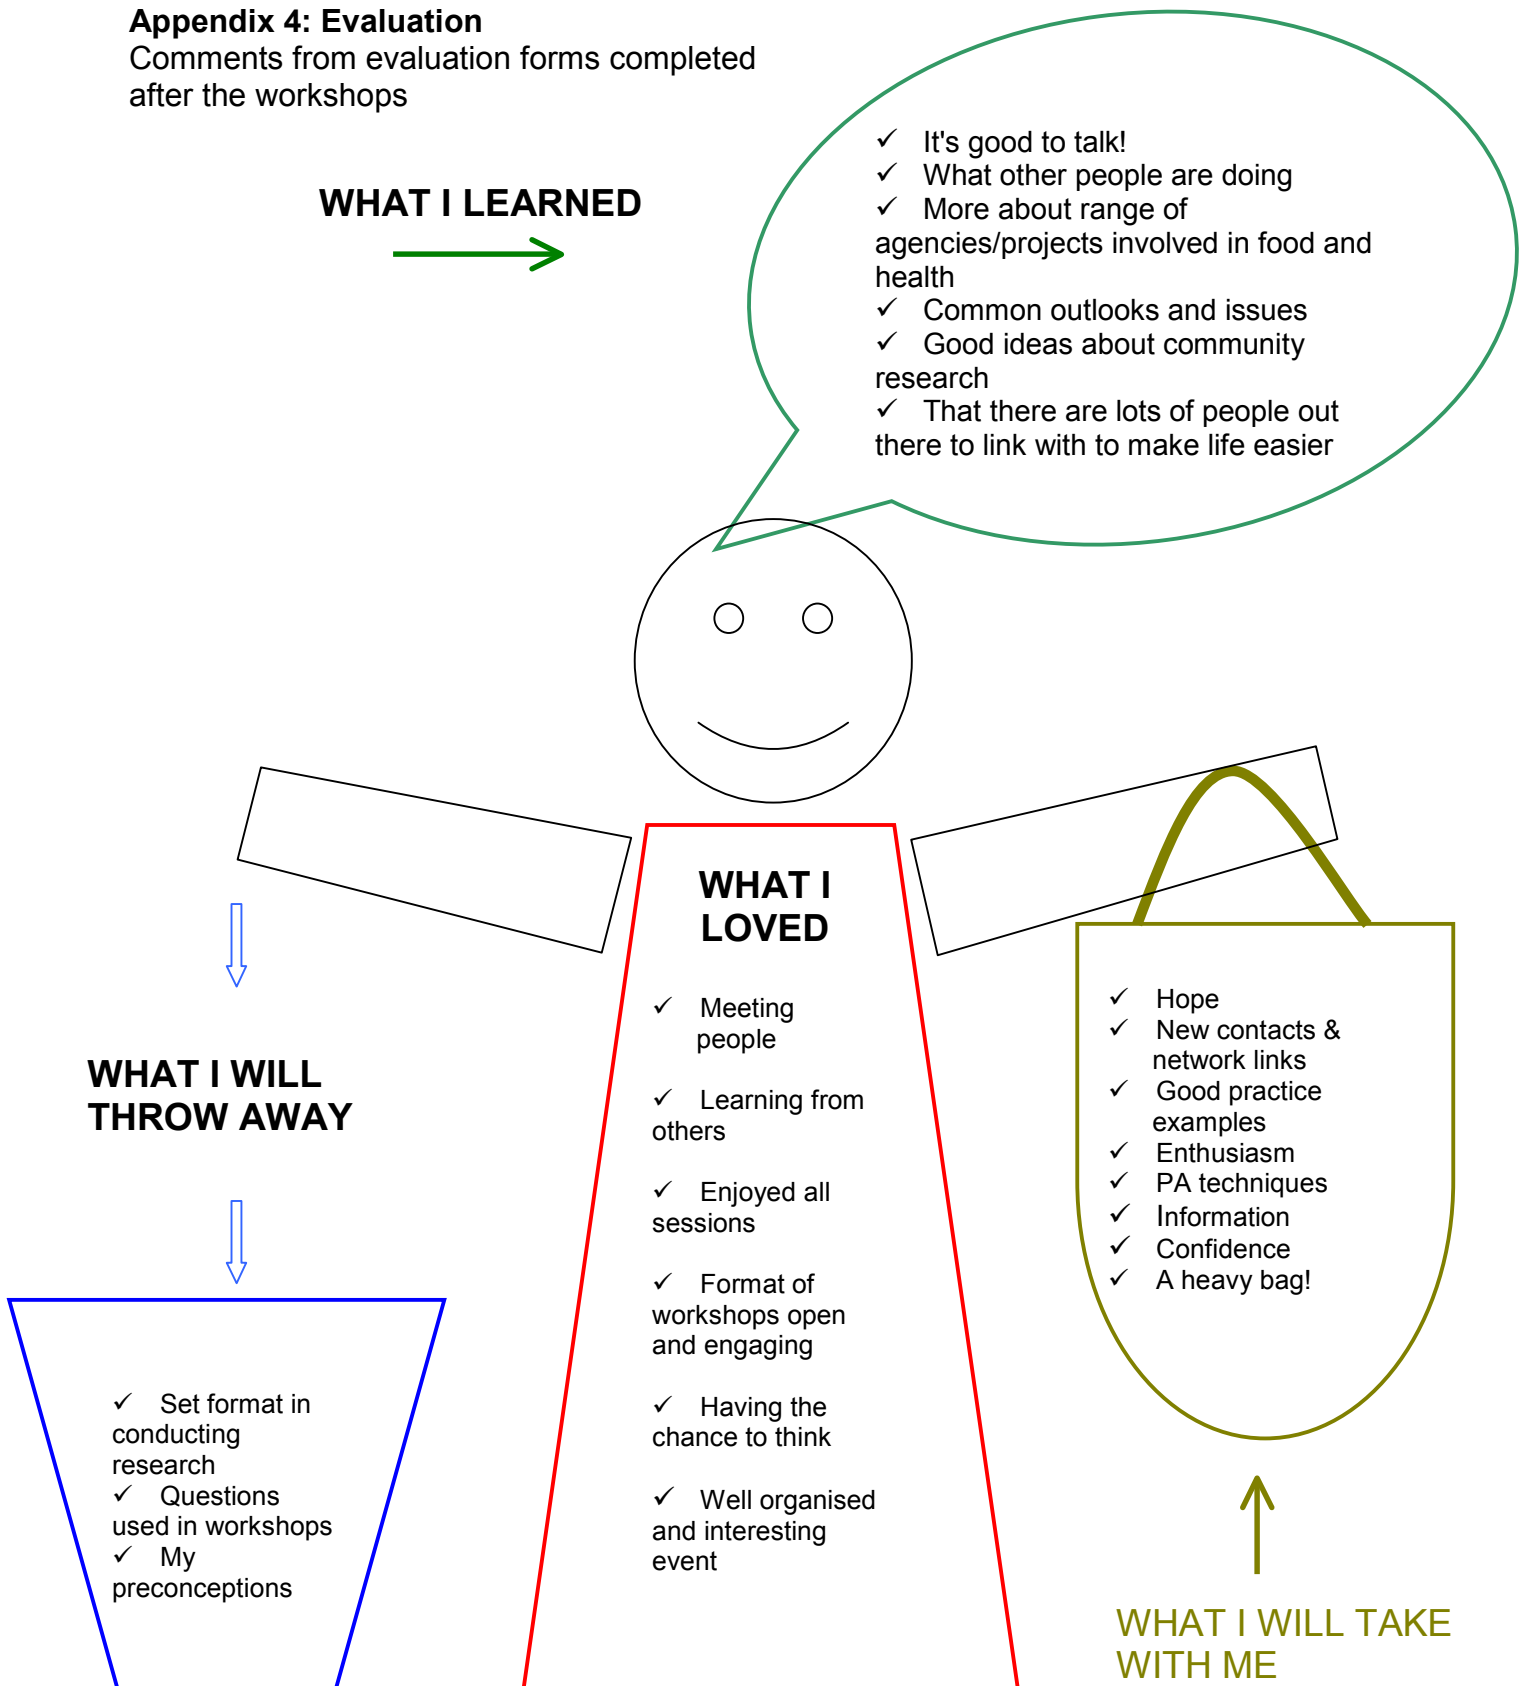 Appendix 4: Evaluation
Comments from evaluation forms completed
after the workshops
WHAT I LEARNED
✓ It's good to talk!
✓ What other people are doing
✓ More about range of
agencies/projects involved in food and
health
✓ Common outlooks and issues
✓ Good ideas about community
research
✓ That there are lots of people out
there to link with to make life easier
WHAT I
LOVED
✓ Meeting
people
✓ Learning from
others
✓ Enjoyed all
sessions
✓ Format of
workshops open
and engaging
✓ Having the
chance to think
✓ Well organised
and interesting
event
WHAT I WILL
THROW AWAY
✓ Set format in
conducting
research
✓ Questions
used in workshops
✓ My
preconceptions
✓ Hope
✓ New contacts &
network links
✓ Good practice
examples
✓ Enthusiasm
✓ PA techniques
✓ Information
✓ Confidence
✓ A heavy bag!
WHAT I WILL TAKE
WITH ME